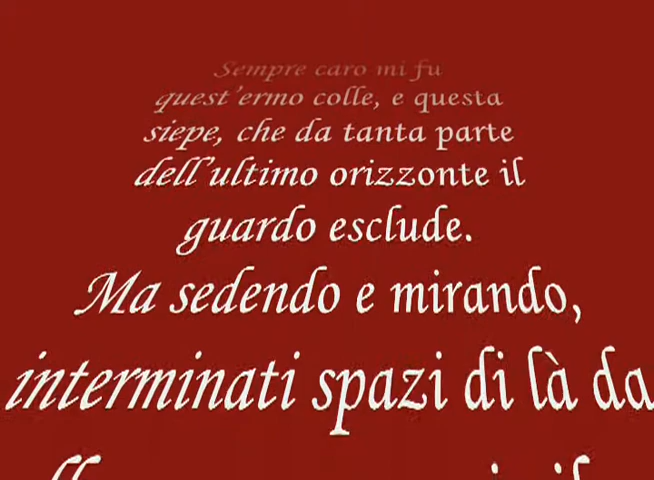 Sempre caro mi fu
quest'ermo colle, e questa
siepe, che da tanta parte
dell'ultimo orizzonte il
guardo esclude.
Ma sedendo e mirando,
interminati spazi di là da